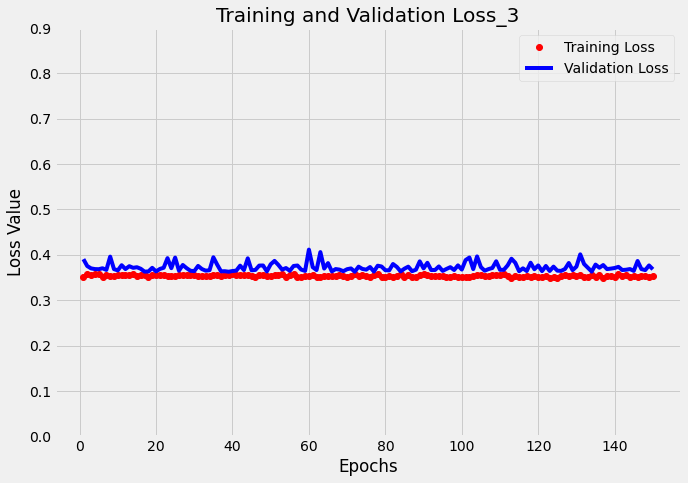 Training and Validation Loss_3
Training Loss
Validation Loss
Loss Value
0.9
0.8
0.7
0.6
0.5
0.4
0.3
0.2
0.1
0.0
0 20 40 60 80 100 120 140
Epochs